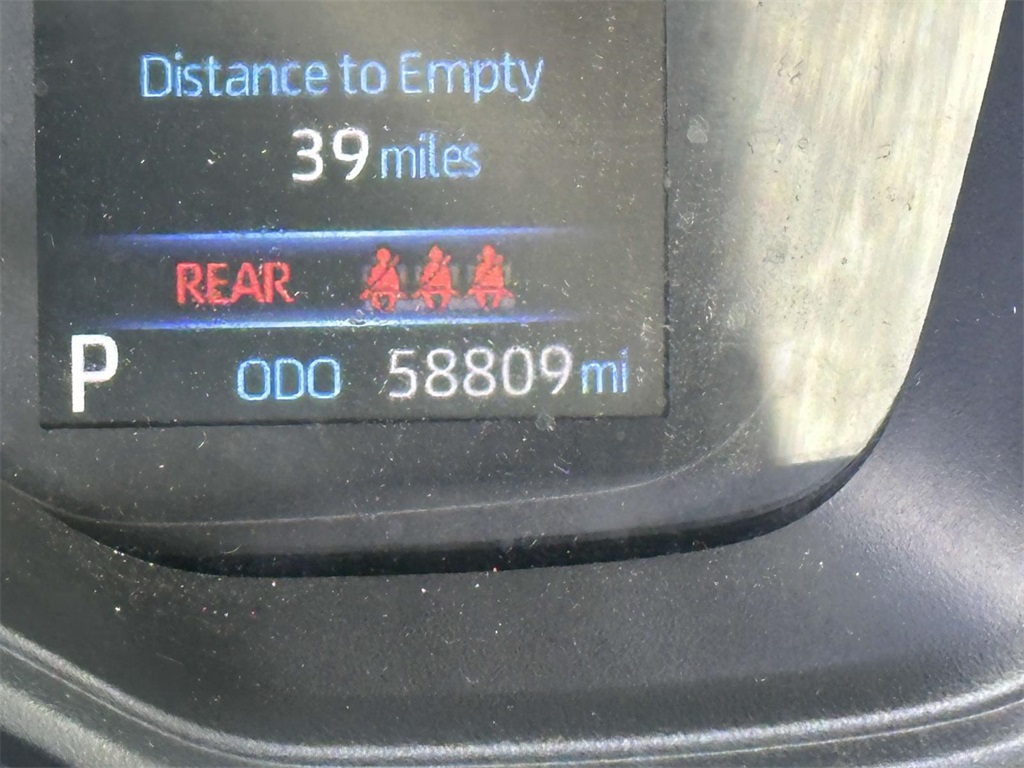 Distance to Empty
39 miles
REAR
P ODO 58809 mi